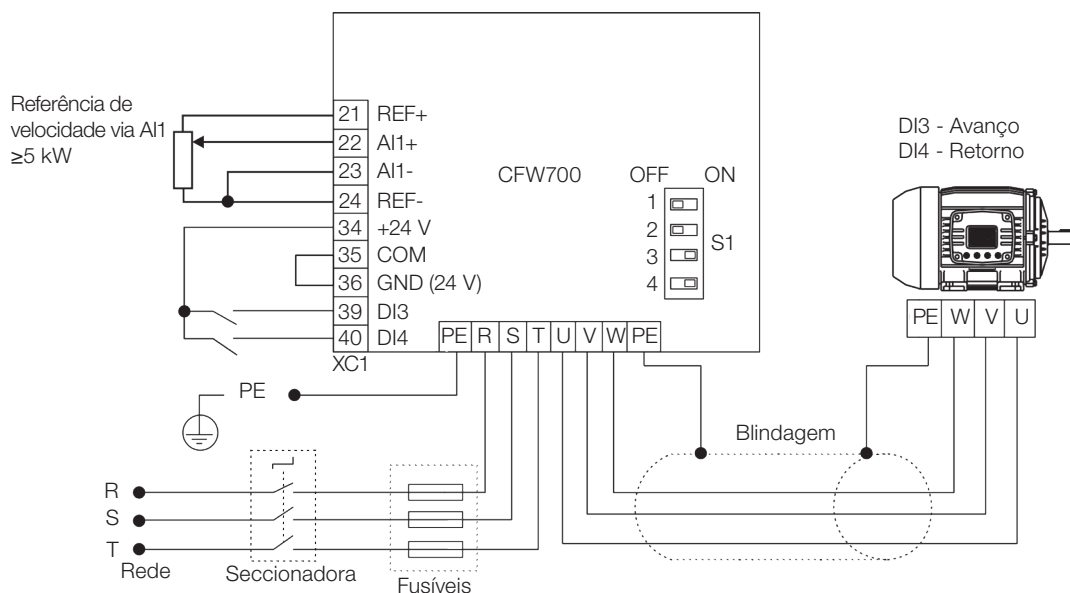 Referência de
velocidade via AI1
≥5 kW
21 REF+
22 AI1+
23 AI1-
24 REF-
34 +24 V
35 COM
36 GND (24 V)
39 DI3
40 DI4
XC1
CFW700
OFF ON
1
2
3
4
S1
DI3 - Avanço
DI4 - Retorno
PE W V U
PE R S T U V W PE
PE
Blindagem
R
S
T
Rede
Seccionadora
Fusíveis